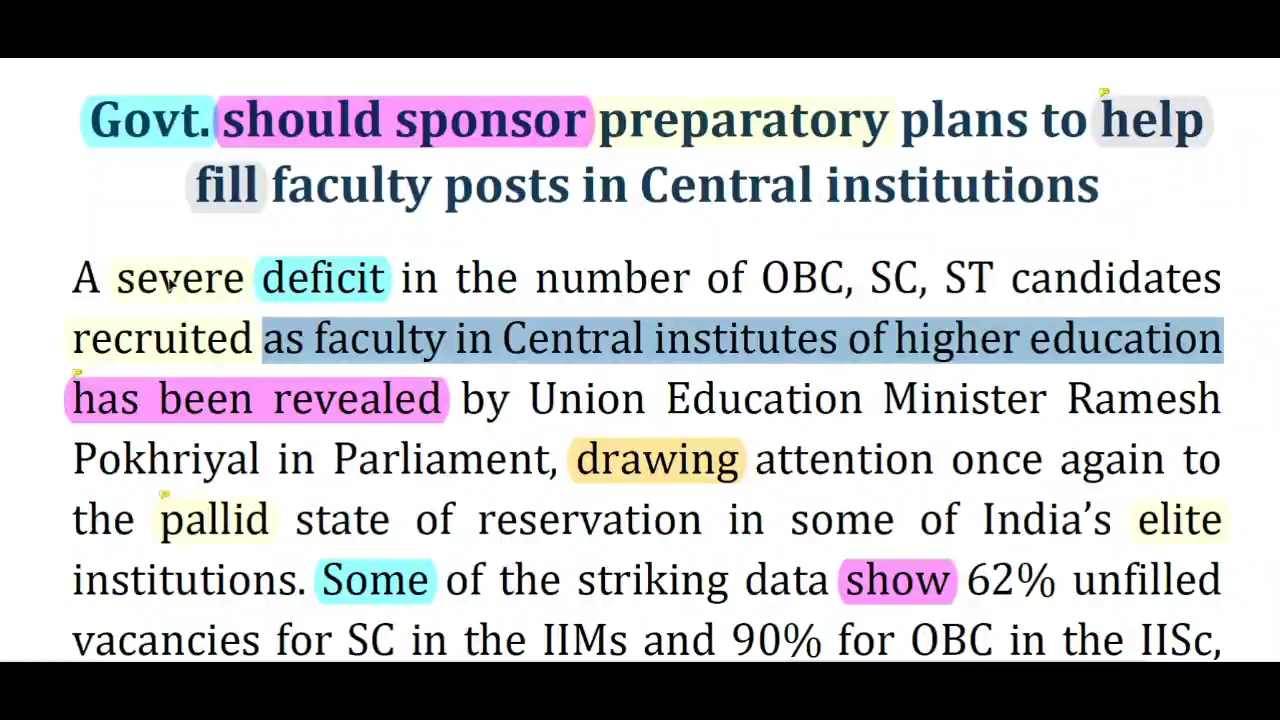 Govt. should sponsor preparatory plans to help
fill faculty posts in Central institutions
A severe deficit in the number of OBC, SC, ST candidates
recruited as faculty in Central institutes of higher education
has been revealed by Union Education Minister Ramesh
Pokhriyal in Parliament, drawing attention once again to
the pallid state of reservation in some of India’s elite
institutions. Some of the striking data show 62% unfilled
vacancies for SC in the IIMs and 90% for OBC in the IISc,